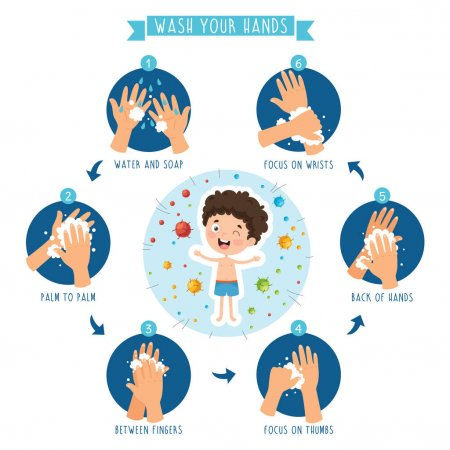 WASH YOUR HANDS
1
WATER AND SOAP
2
PALM TO PALM
3
BETWEEN FINGERS
4
FOCUS ON THUMBS
5
BACK OF HANDS
6
FOCUS ON WRISTS